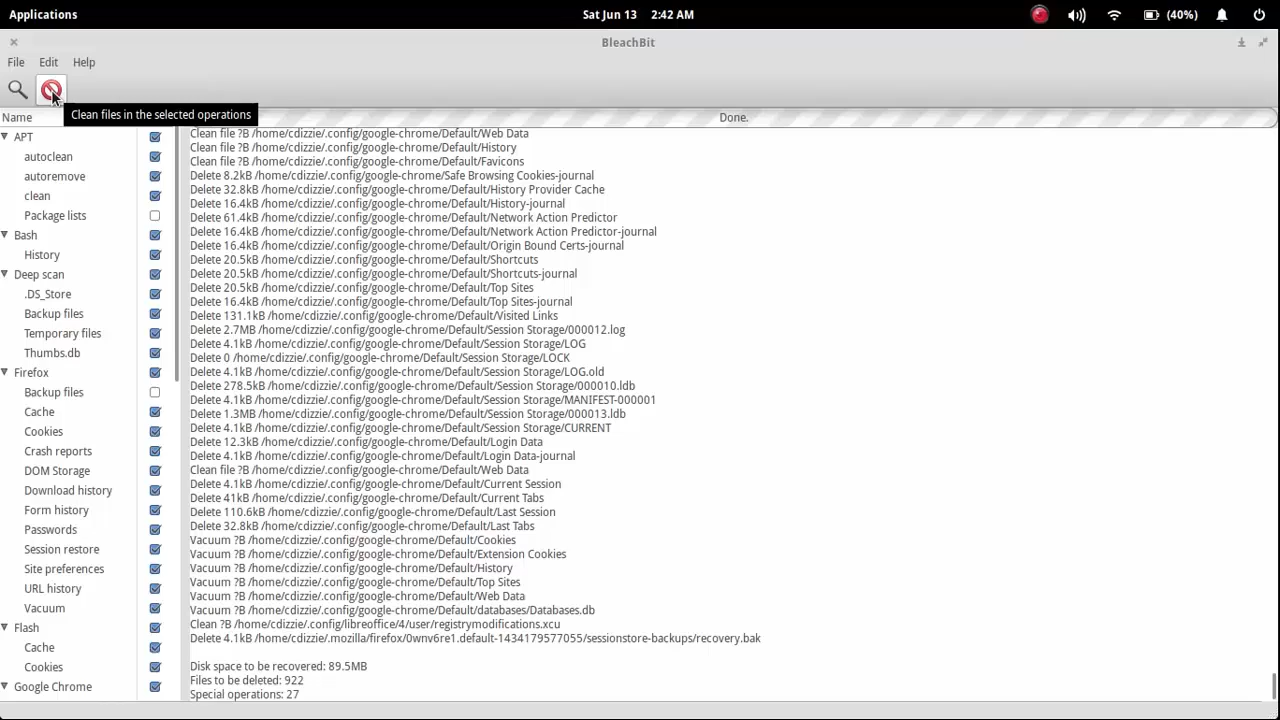 Applications
Sat Jun 13 2:42 AM
(40%)
BleachBit
File Edit Help
Clean files in the selected operations
Name
Done.
APT
autoclean
autoremove
clean
Package lists
Bash
History
Deep scan
.DS_Store
Backup files
Temporary files
Thumbs.db
Firefox
Backup files
Cache
Cookies
Crash reports
DOM Storage
Download history
Form history
Passwords
Session restore
Site preferences
URL history
Vacuum
Flash
Cache
Cookies
Google Chrome
Clean file ?B /home/cdizzie/.config/google-chrome/Default/Web Data
Clean file ?B /home/cdizzie/.config/google-chrome/Default/History
Clean file ?B /home/cdizzie/.config/google-chrome/Default/Favicons
Delete 8.2kB /home/cdizzie/.config/google-chrome/Safe Browsing Cookies-journal
Delete 32.8kB /home/cdizzie/.config/google-chrome/Default/History Provider Cache
Delete 16.4kB /home/cdizzie/.config/google-chrome/Default/History-journal
Delete 61.4kB /home/cdizzie/.config/google-chrome/Default/Network Action Predictor
Delete 16.4kB /home/cdizzie/.config/google-chrome/Default/Network Action Predictor-journal
Delete 16.4kB /home/cdizzie/.config/google-chrome/Default/Origin Bound Certs-journal
Delete 20.5kB /home/cdizzie/.config/google-chrome/Default/Shortcuts
Delete 20.5kB /home/cdizzie/.config/google-chrome/Default/Shortcuts-journal
Delete 20.5kB /home/cdizzie/.config/google-chrome/Default/Top Sites
Delete 16.4kB /home/cdizzie/.config/google-chrome/Default/Top Sites-journal
Delete 131.1kB /home/cdizzie/.config/google-chrome/Default/Visited Links
Delete 2.7MB /home/cdizzie/.config/google-chrome/Default/Session Storage/000012.log
Delete 4.1kB /home/cdizzie/.config/google-chrome/Default/Session Storage/LOG
Delete 0 /home/cdizzie/.config/google-chrome/Default/Session Storage/LOCK
Delete 4.1kB /home/cdizzie/.config/google-chrome/Default/Session Storage/LOG.old
Delete 278.5kB /home/cdizzie/.config/google-chrome/Default/Session Storage/000010.ldb
Delete 4.1kB /home/cdizzie/.config/google-chrome/Default/Session Storage/MANIFEST-000001
Delete 1.3MB /home/cdizzie/.config/google-chrome/Default/Session Storage/000013.ldb
Delete 4.1kB /home/cdizzie/.config/google-chrome/Default/Session Storage/CURRENT
Delete 12.3kB /home/cdizzie/.config/google-chrome/Default/Login Data
Delete 4.1kB /home/cdizzie/.config/google-chrome/Default/Login Data-journal
Clean file ?B /home/cdizzie/.config/google-chrome/Default/Web Data
Delete 4.1kB /home/cdizzie/.config/google-chrome/Default/Current Session
Delete 41kB /home/cdizzie/.config/google-chrome/Default/Current Tabs
Delete 110.6kB /home/cdizzie/.config/google-chrome/Default/Last Session
Delete 32.8kB /home/cdizzie/.config/google-chrome/Default/Last Tabs
Vacuum ?B /home/cdizzie/.config/google-chrome/Default/Cookies
Vacuum ?B /home/cdizzie/.config/google-chrome/Default/Extension Cookies
Vacuum ?B /home/cdizzie/.config/google-chrome/Default/History
Vacuum ?B /home/cdizzie/.config/google-chrome/Default/Top Sites
Vacuum ?B /home/cdizzie/.config/google-chrome/Default/Web Data
Vacuum ?B /home/cdizzie/.config/google-chrome/Default/databases/Databases.db
Clean ?B /home/cdizzie/.config/libreoffice/4/user/registrymodifications.xcu
Delete 4.1kB /home/cdizzie/.mozilla/firefox/0wnv6re1.default-1434179577055/sessionstore-backups/recovery.bak
Disk space to be recovered: 89.5MB
Files to be deleted: 922
Special operations: 27